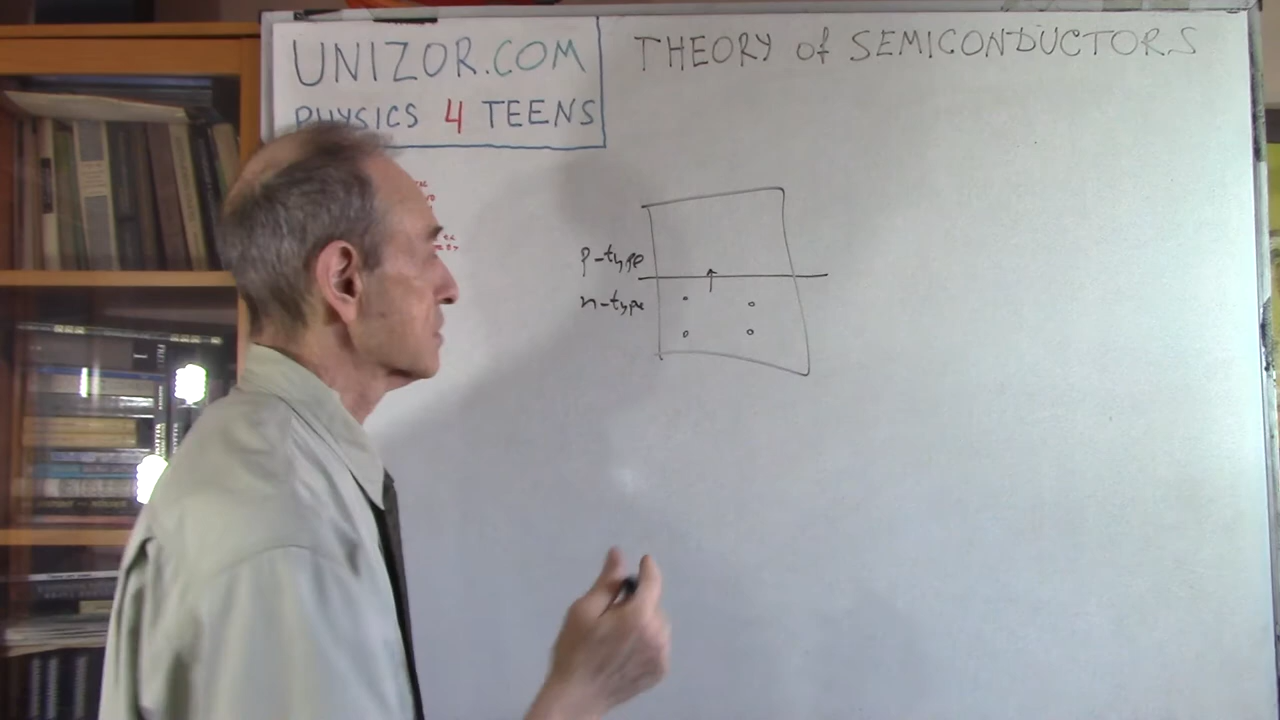 UNIZOR.COM
PHYSICS 4 TEENS
THEORY of SEMICONDUCTORS
p-type
n-type